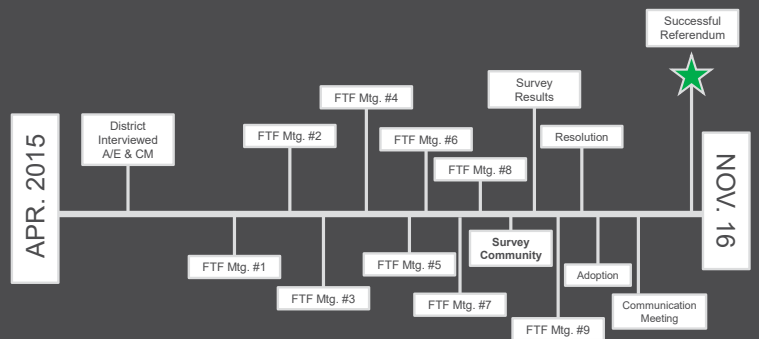 Successful
Referendum
Survey
Results
FTF Mtg. #4
District
Interviewed
A/E & CM
FTF Mtg. #2
FTF Mtg. #6
Resolution
FTF Mtg. #8
APR. 2015
NOV. 16
Survey
Community
FTF Mtg. #1
FTF Mtg. #5
Adoption
FTF Mtg. #3
FTF Mtg. #7
Communication
Meeting
FTF Mtg. #9